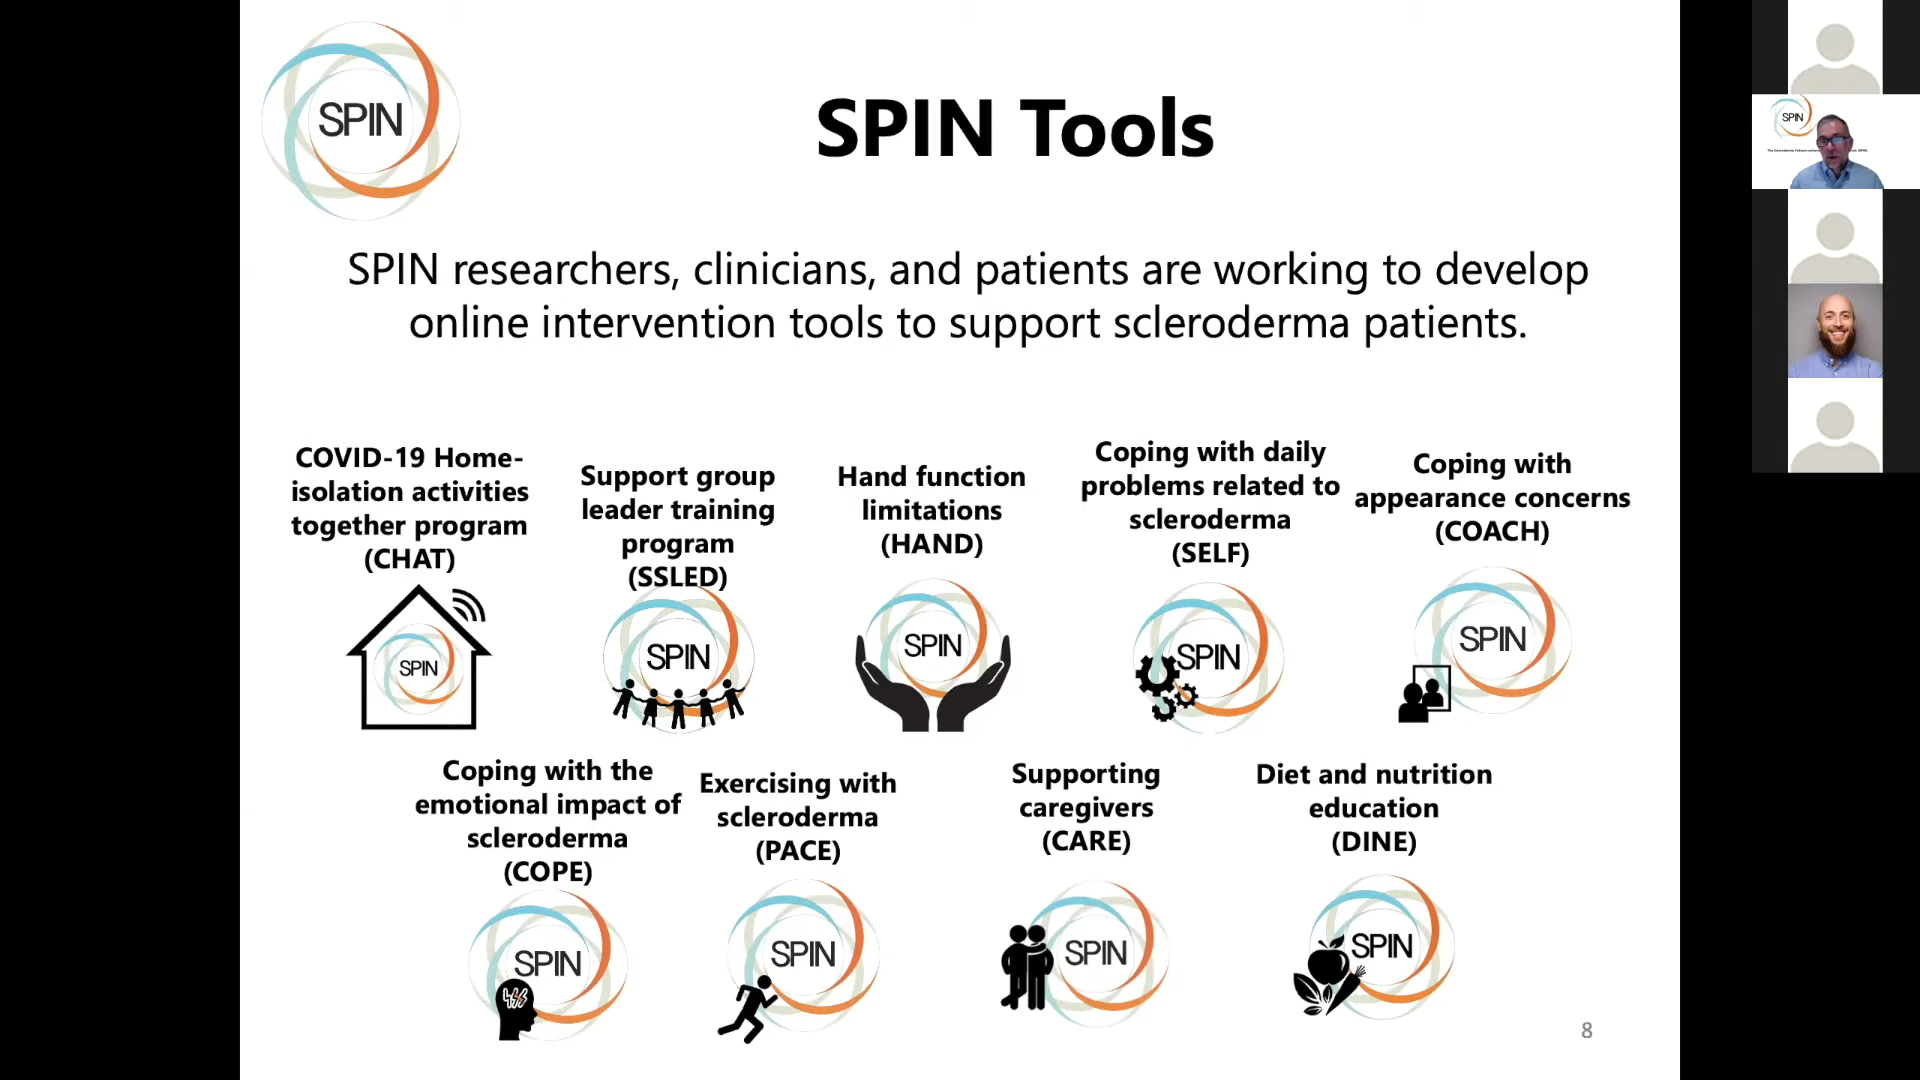 SPIN
SPIN Tools
SPIN researchers, clinicians, and patients are working to develop
online intervention tools to support scleroderma patients.
COVID-19 Home-
isolation activities
together program
(CHAT)
SPIN
Support group
leader training
program
(SSLED)
SPIN
Hand function
limitations
(HAND)
SPIN
Coping with daily
problems related to
scleroderma
(SELF)
SPIN
Coping with
appearance concerns
(COACH)
SPIN
Coping with the
emotional impact of
scleroderma
(COPE)
SPIN
Exercising with
scleroderma
(PACE)
SPIN
Supporting
caregivers
(CARE)
SPIN
Diet and nutrition
education
(DINE)
SPIN
8
SPIN